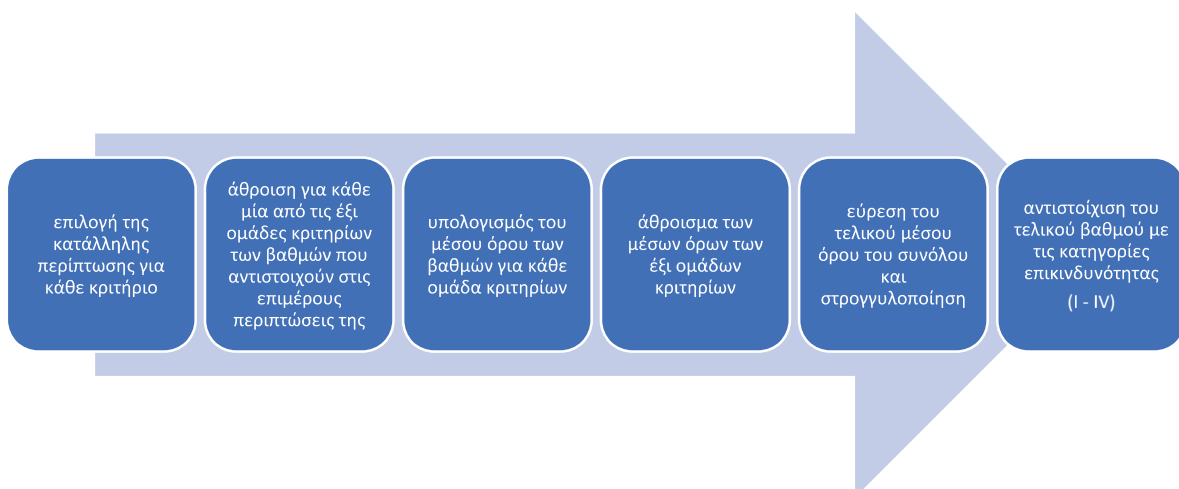 επιλογή της
κατάλληλης
περίπτωσης για
κάθε κριτήριο
άθροιση για κάθε
μία από τις έξι
ομάδες κριτηρίων
των βαθμών που
αντιστοιχούν στις
επιμέρους
περιπτώσεις της
υπολογισμός του
μέσου όρου των
βαθμών για κάθε
ομάδα κριτηρίων
άθροισμα των
μέσων όρων των
έξι ομάδων
κριτηρίων
εύρεση του
τελικού μέσου
όρου του συνόλου
και
στρογγυλοποίηση
αντιστοίχιση του
τελικού βαθμού με
τις κατηγορίες
επικινδυνότητας
(I - IV)